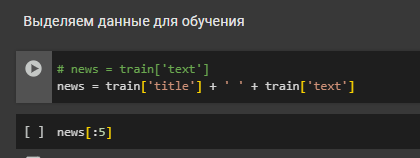 Выделяем данные для обучения
# news = train['text']
news = train['title'] + ' ' + train['text']
[ ] news[:5]